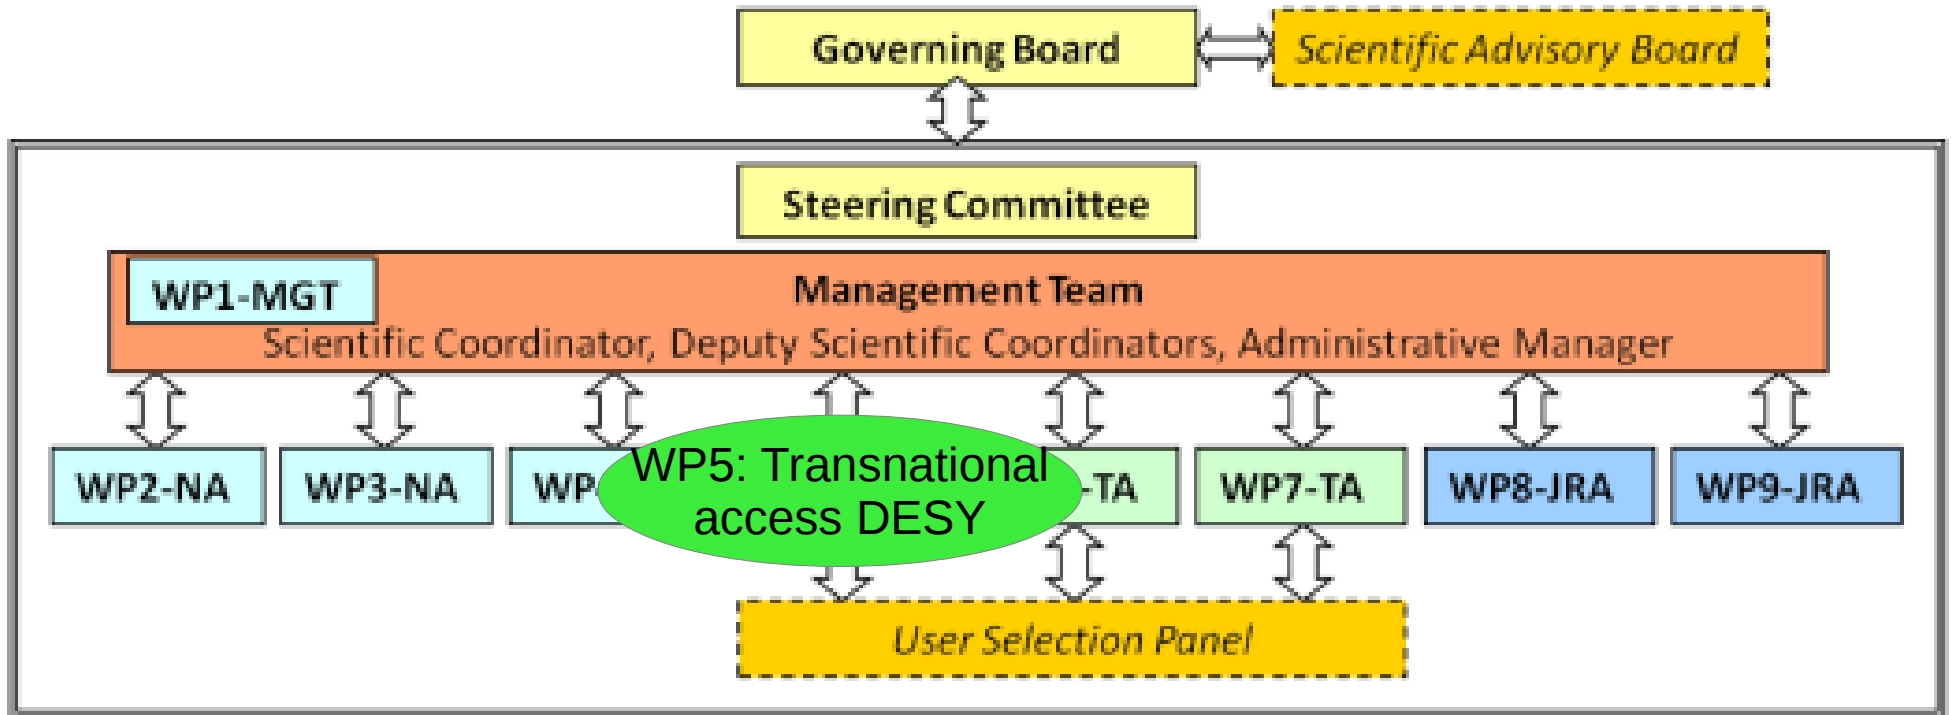 Governing Board
Scientific Advisory Board
Steering Committee
WP1-MGT
Management Team
Scientific Coordinator, Deputy Scientific Coordinators, Administrative Manager
WP2-NA
WP3-NA
WP
WP5: Transnational
access DESY
-TA
WP7-TA
WP8-JRA
WP9-JRA
User Selection Panel